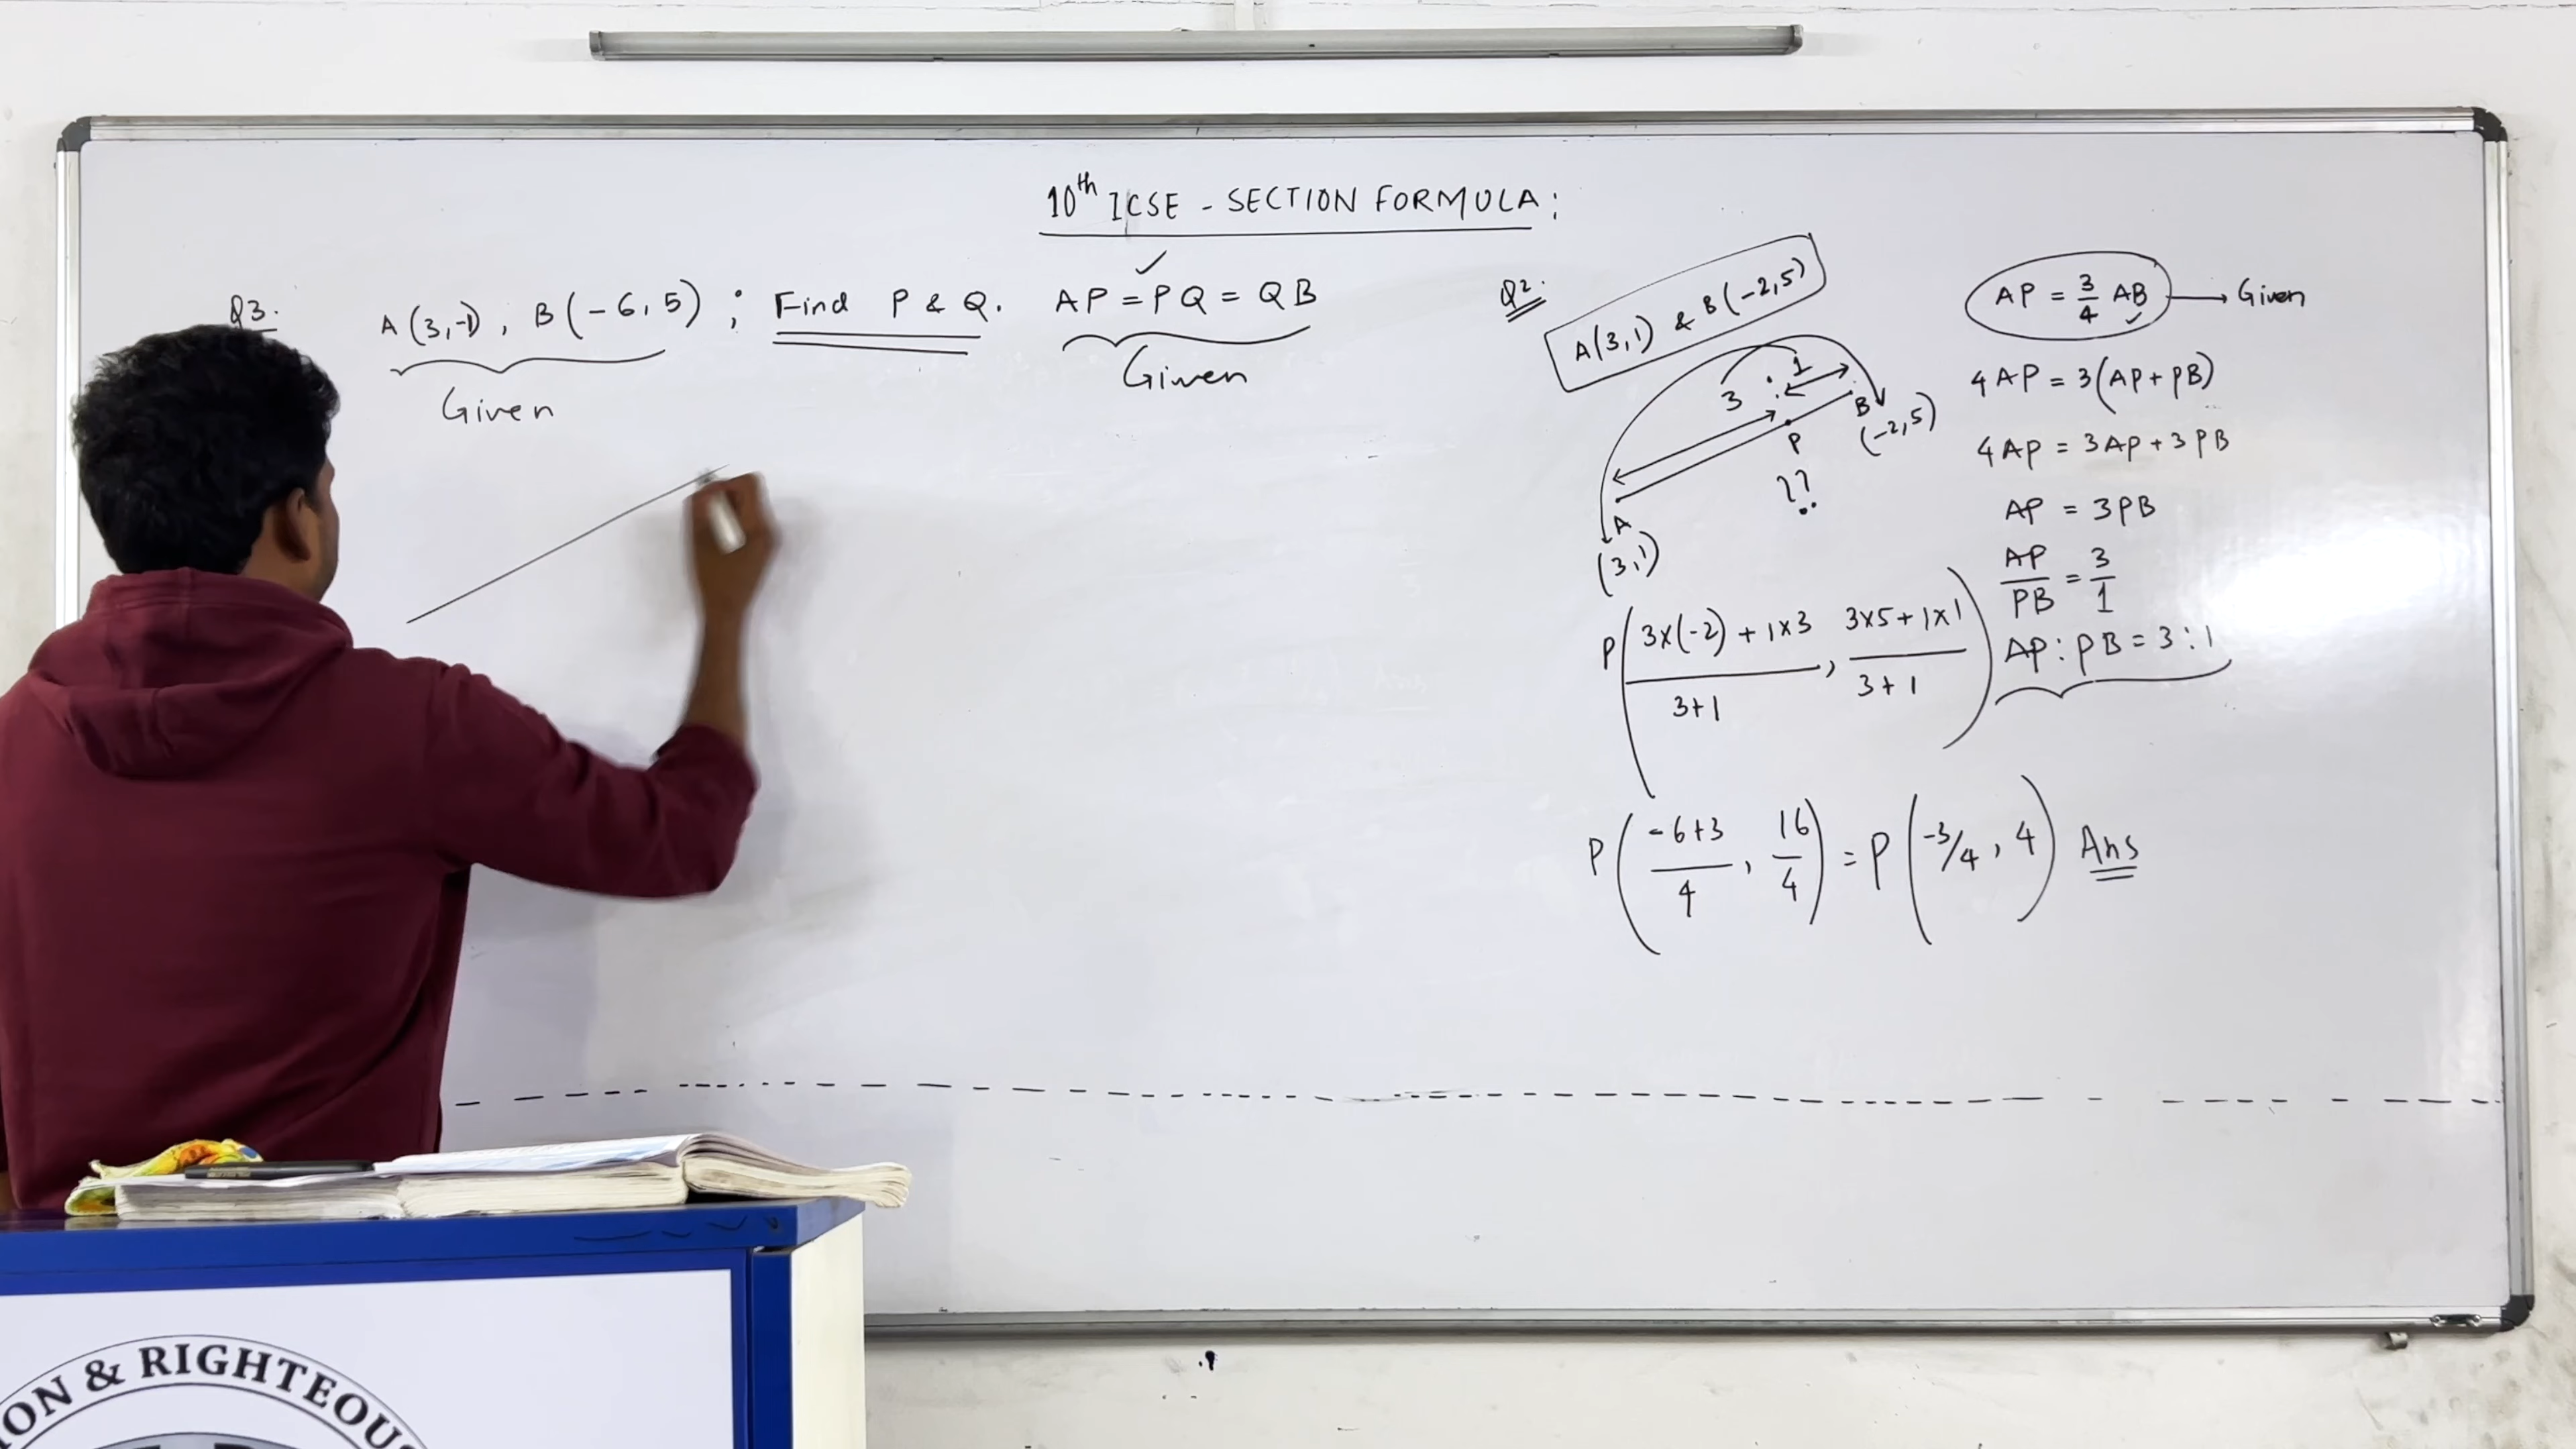 10th ICSE - SECTION FORMULA:
Q3. A(3,-1), B(-6,5); Find P & Q. AP = PQ = QB
Given
Given
Q2.
A(3,1) & B(-2,5)
3 : 1
A
(3,1)
P
??
B
(-2,5)
AP = 3/4 AB → Given
4AP = 3(AP+PB)
4AP = 3AP+3PB
AP = 3PB
AP/PB = 3/1
AP:PB = 3:1
P( 3×(-2) + 1×3 / 3+1 , 3×5+1×1 / 3+1 )
P( -6+3 / 4 , 16/4 ) = P( -3/4 , 4 ) Ans
ON & RIGHTEOUS